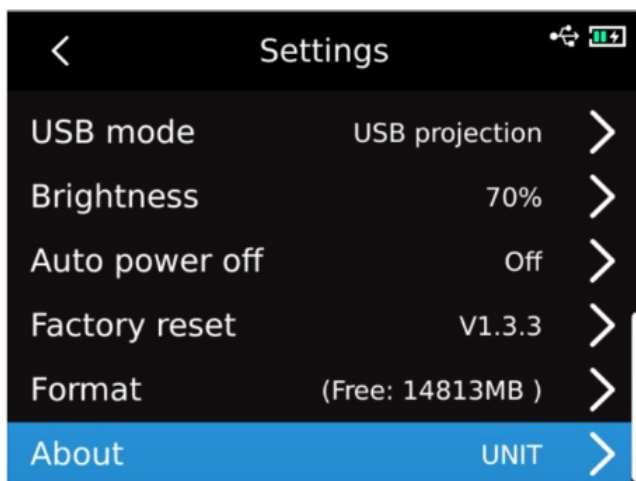 Settings
USB mode USB projection
Brightness 70%
Auto power off Off
Factory reset V1.3.3
Format (Free: 14813MB )
About UNIT